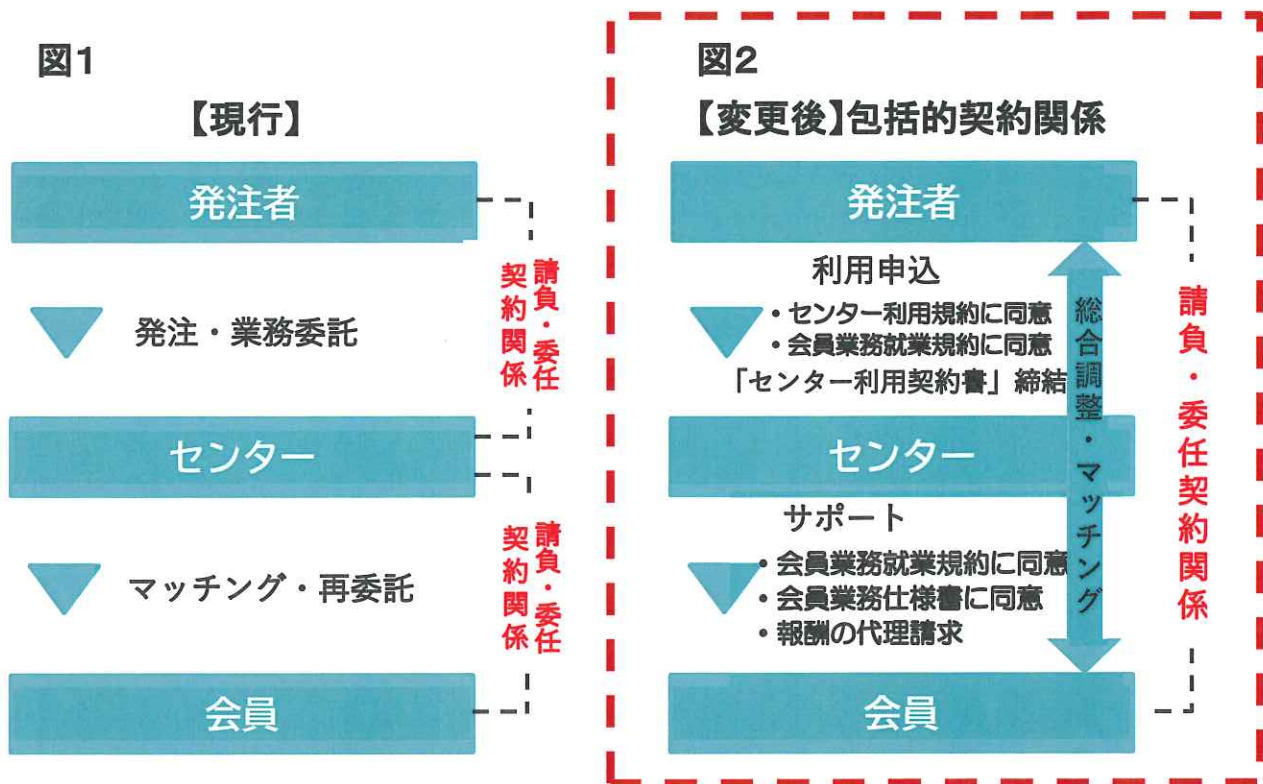 図1
【現行】
発注者
発注・業務委託
請負・委任
契約関係
センター
マッチング・再委託
請負・委任
契約関係
会員
図2
【変更後】包括的契約関係
発注者
利用申込
・センター利用規約に同意
・会員業務就業規約に同意
「センター利用契約書」締結
センター
サポート
・会員業務就業規約に同意
・会員業務仕様書に同意
・報酬の代理請求
総合調整・マッチング
請負・委任契約関係
会員